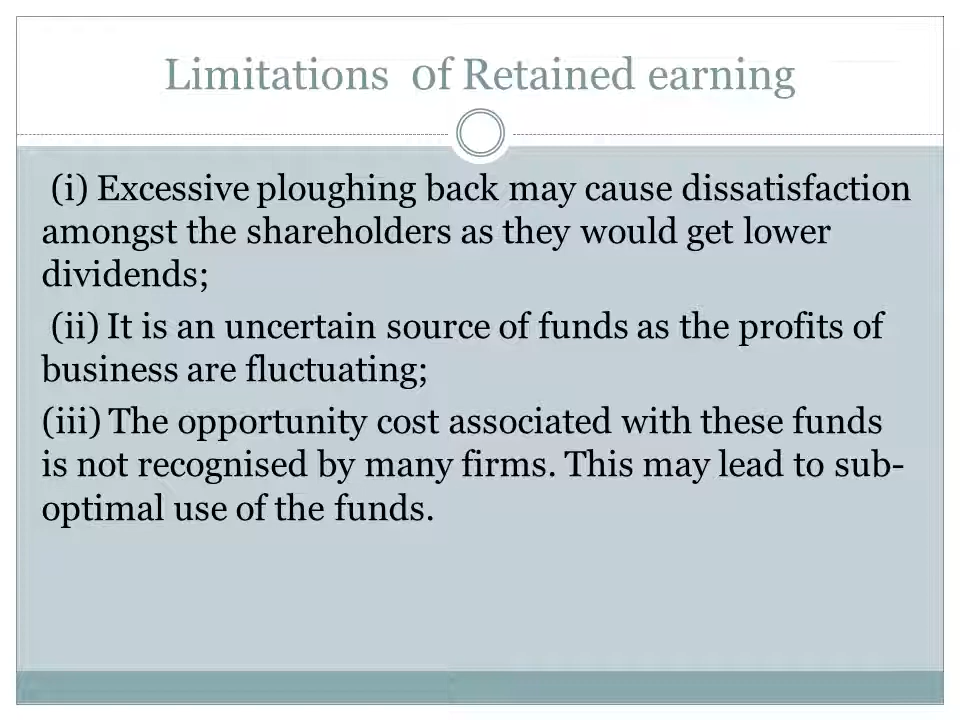 Limitations of Retained earning
(i) Excessive ploughing back may cause dissatisfaction
amongst the shareholders as they would get lower
dividends;
(ii) It is an uncertain source of funds as the profits of
business are fluctuating;
(iii) The opportunity cost associated with these funds
is not recognised by many firms. This may lead to sub-
optimal use of the funds.